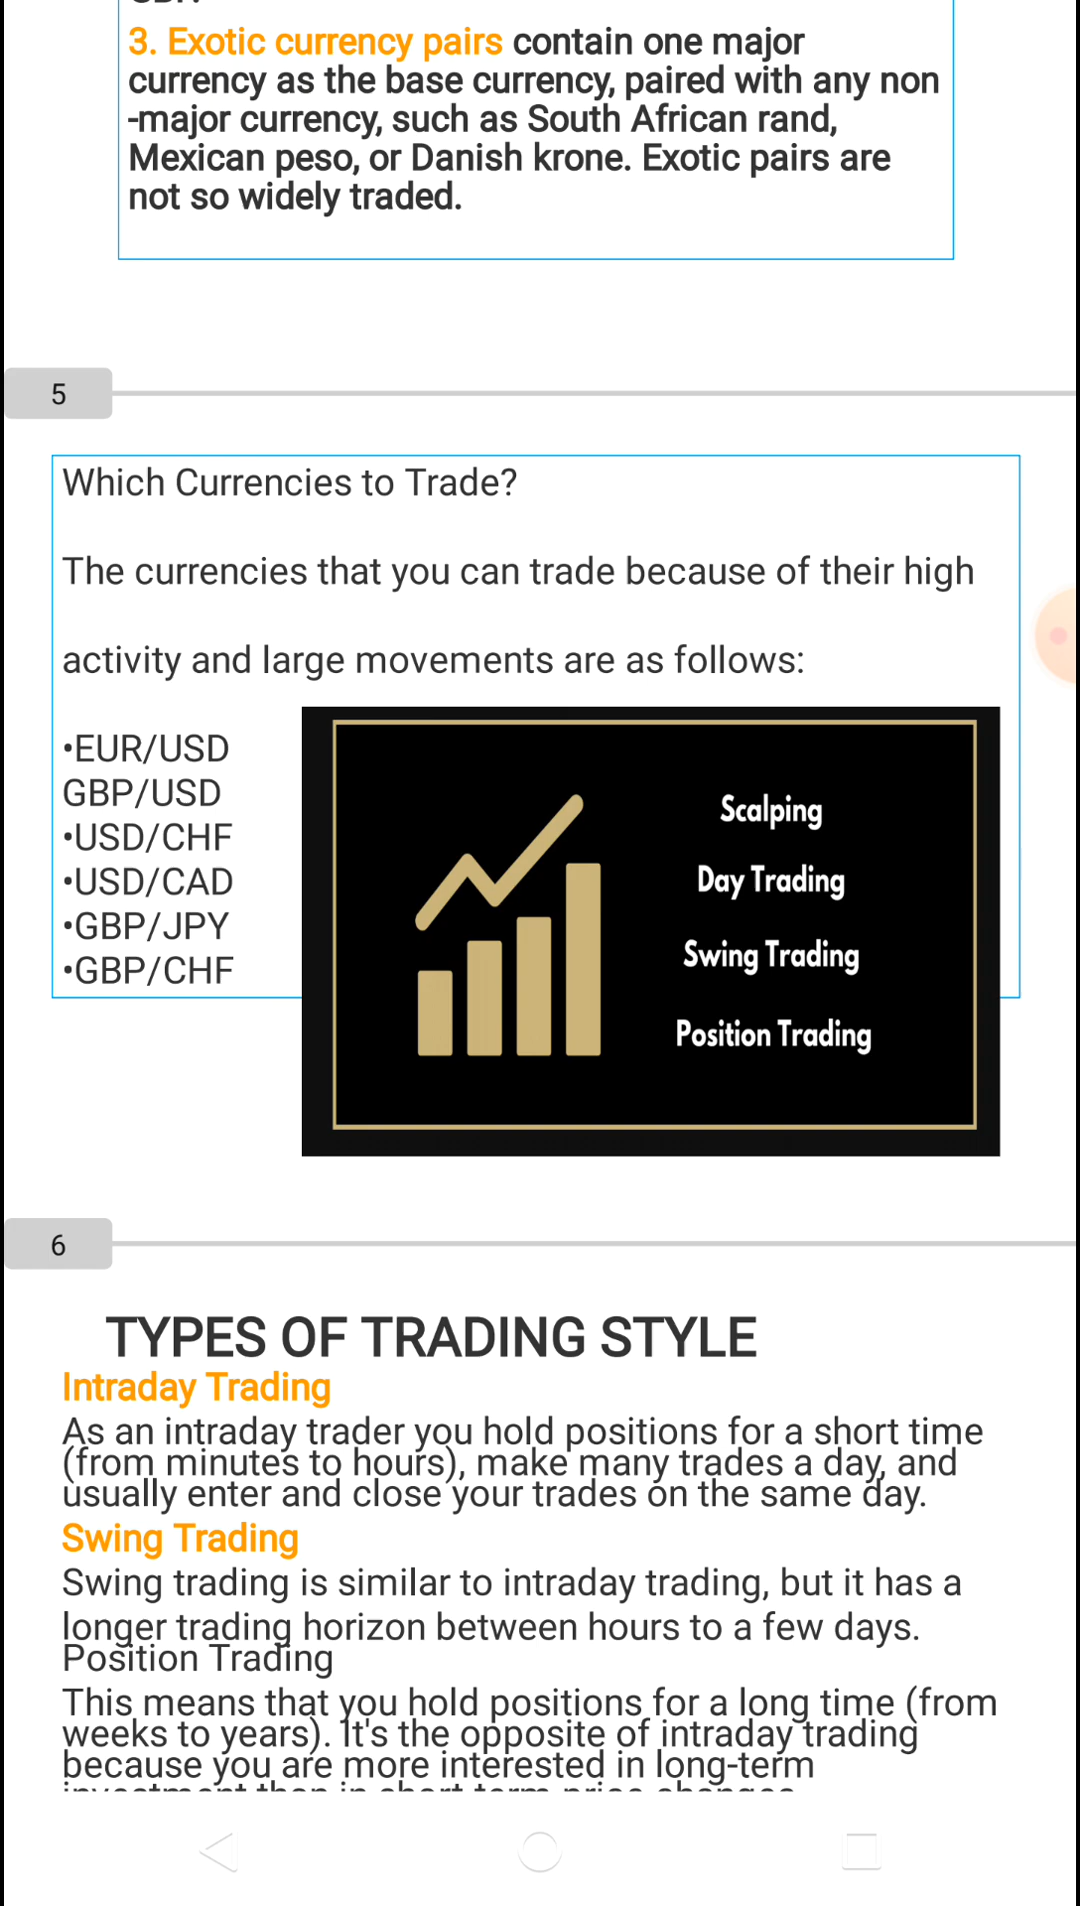 3. Exotic currency pairs contain one major
currency as the base currency, paired with any non
-major currency, such as South African rand,
Mexican peso, or Danish krone. Exotic pairs are
not so widely traded.
5
Which Currencies to Trade?
The currencies that you can trade because of their high
activity and large movements are as follows:
•EUR/USD
GBP/USD
•USD/CHF
•USD/CAD
•GBP/JPY
•GBP/CHF
Scalping
Day Trading
Swing Trading
Position Trading
6
TYPES OF TRADING STYLE
Intraday Trading
As an intraday trader you hold positions for a short time
(from minutes to hours), make many trades a day, and
usually enter and close your trades on the same day.
Swing Trading
Swing trading is similar to intraday trading, but it has a
longer trading horizon between hours to a few days.
Position Trading
This means that you hold positions for a long time (from
weeks to years). It's the opposite of intraday trading
because you are more interested in long-term